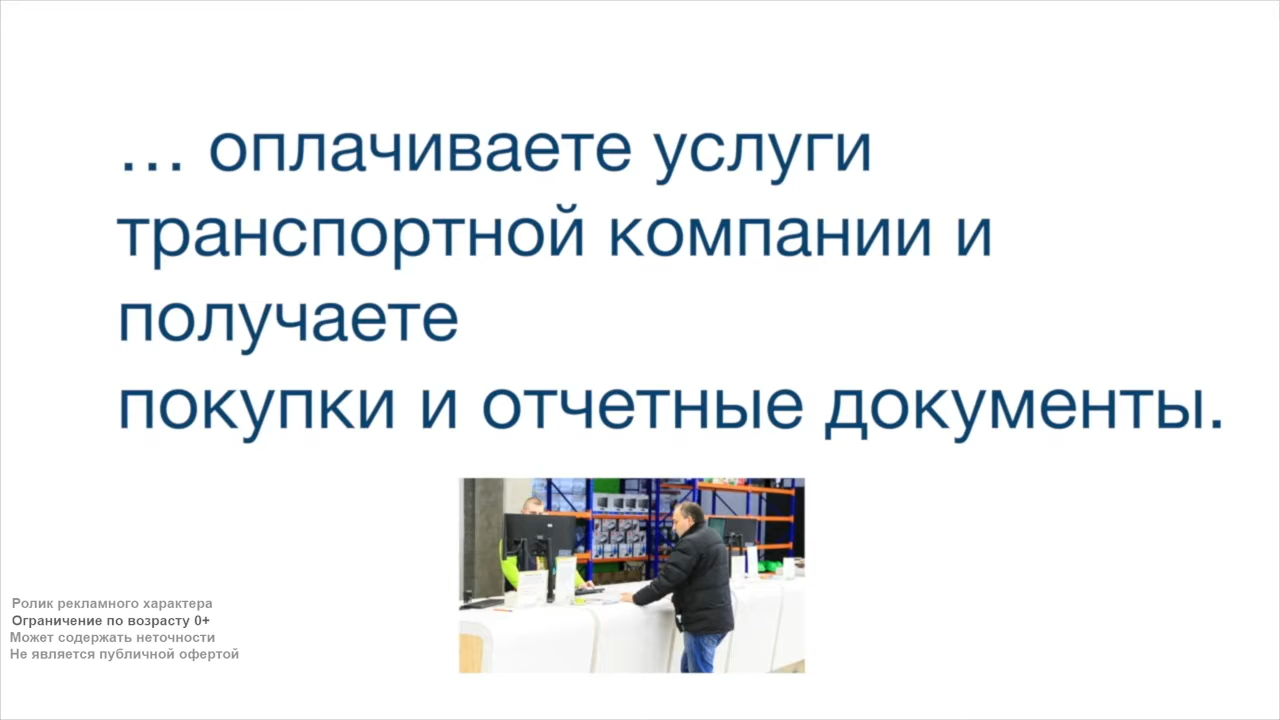 ... оплачиваете услуги
транспортной компании и
получаете
покупки и отчетные документы.
Ролик рекламного характера
Ограничение по возрасту 0+
Может содержать неточности
Не является публичной офертой